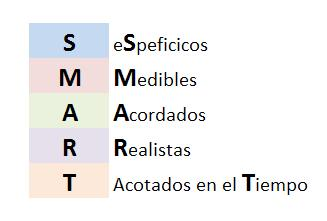 S eSpeficicos
M Medibles
A Acordados
R Realistas
T Acotados en el Tiempo